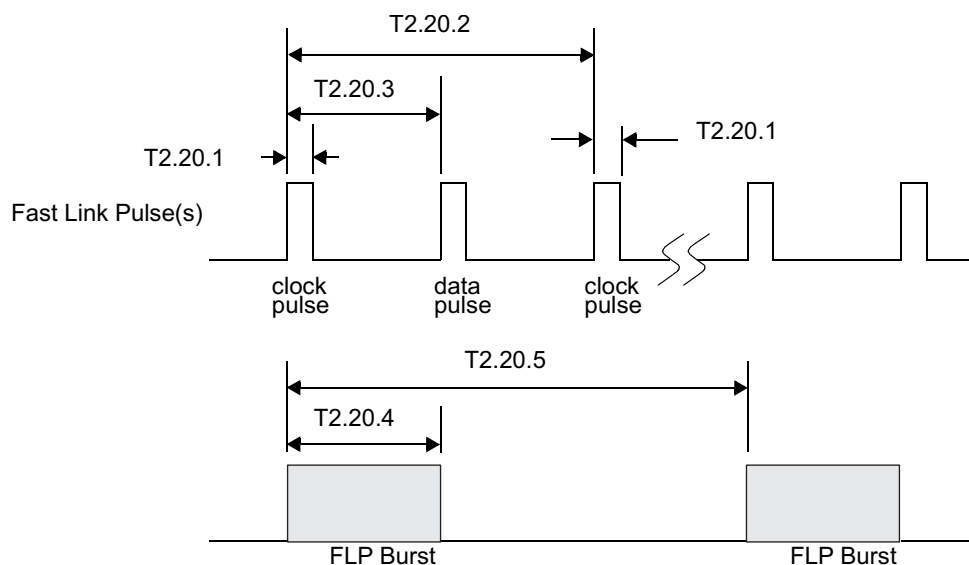 T2.20.2
T2.20.3
T2.20.1
T2.20.1
Fast Link Pulse(s)
clock
pulse
data
pulse
clock
pulse
T2.20.5
T2.20.4
FLP Burst
FLP Burst